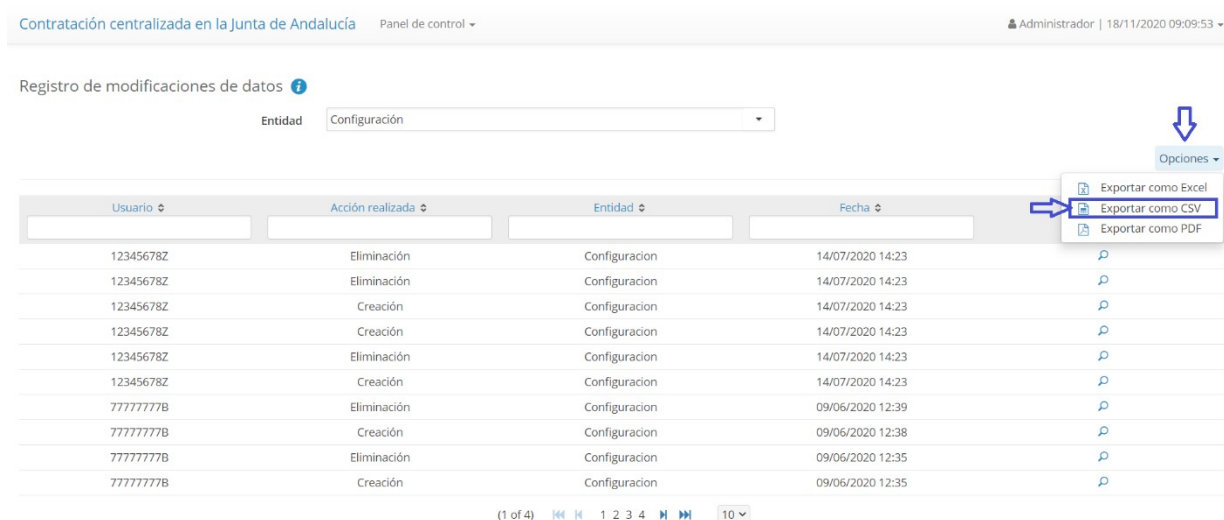 Contratación centralizada en la Junta de Andalucía Panel de control Administrador | 18/11/2020 09:09:53
Registro de modificaciones de datos
Entidad Configuración
Opciones
Exportar como Excel
Exportar como CSV
Exportar como PDF
Usuario Acción realizada Entidad Fecha
12345678Z Eliminación Configuracion 14/07/2020 14:23
12345678Z Eliminación Configuracion 14/07/2020 14:23
12345678Z Creación Configuracion 14/07/2020 14:23
12345678Z Creación Configuracion 14/07/2020 14:23
12345678Z Eliminación Configuracion 14/07/2020 14:23
12345678Z Creación Configuracion 14/07/2020 14:23
77777777B Eliminación Configuracion 09/06/2020 12:39
77777777B Creación Configuracion 09/06/2020 12:38
77777777B Eliminación Configuracion 09/06/2020 12:35
77777777B Creación Configuracion 09/06/2020 12:35
(1 of 4) 1 2 3 4 10